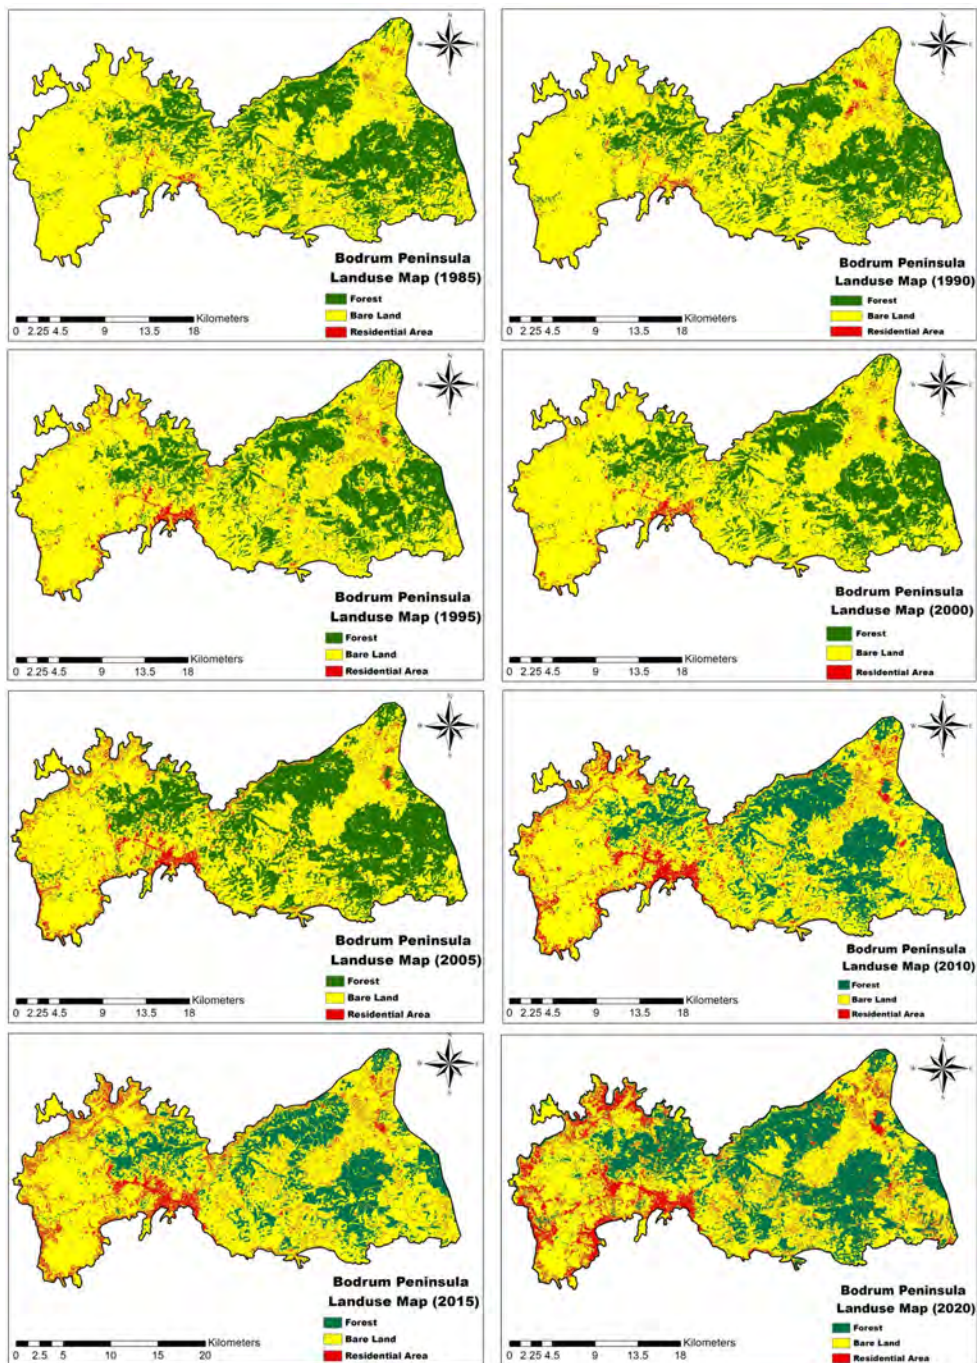 N
W E
S
Bodrum Peninsula
Landuse Map (1985)
Forest
Bare Land
Residential Area
Kilometers
0 2.25 4.5 9 13.5 18
N
W E
S
Bodrum Peninsula
Landuse Map (1990)
Forest
Bare Land
Residential Area
Kilometers
0 2.25 4.5 9 13.5 18
N
W E
S
Bodrum Peninsula
Landuse Map (1995)
Forest
Bare Land
Residential Area
Kilometers
0 2.25 4.5 9 13.5 18
N
W E
S
Bodrum Peninsula
Landuse Map (2000)
Forest
Bare Land
Residential Area
Kilometers
0 2.25 4.5 9 13.5 18
N
W E
S
Bodrum Peninsula
Landuse Map (2005)
Forest
Bare Land
Residential Area
Kilometers
0 2.25 4.5 9 13.5 18
N
W E
S
Bodrum Peninsula
Landuse Map (2010)
Forest
Bare Land
Residential Area
Kilometers
0 2.25 4.5 9 13.5 18
N
W E
S
Bodrum Peninsula
Landuse Map (2015)
Forest
Bare Land
Residential Area
Kilometers
0 2.5 5 10 15 20
N
W E
S
Bodrum Peninsula
Landuse Map (2020)
Forest
Bare Land
Residential Area
Kilometers
0 2.25 4.5 9 13.5 18